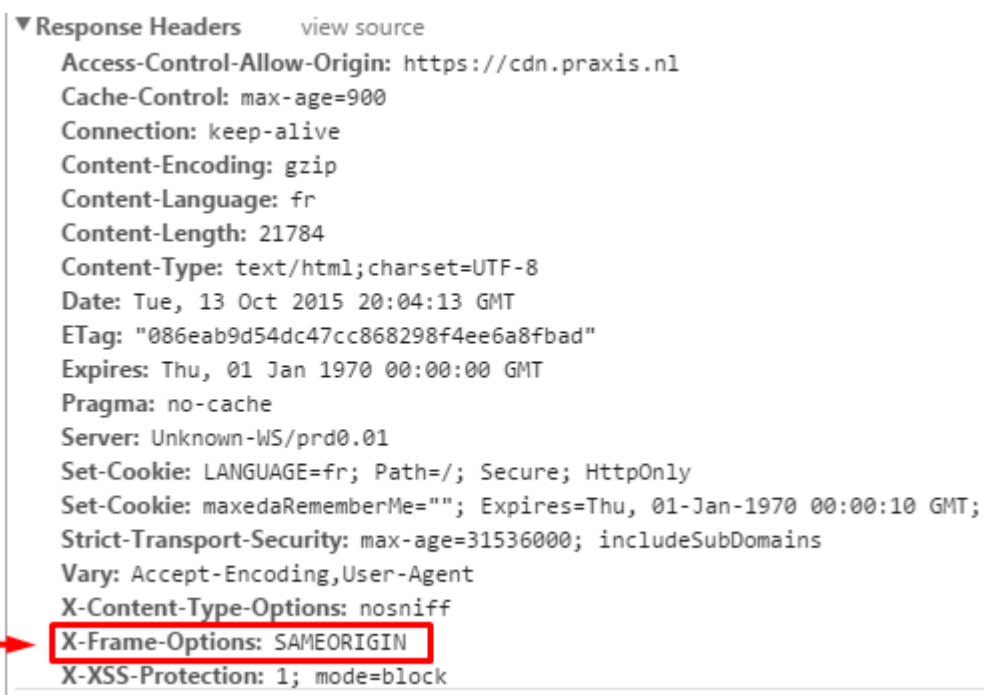 Response Headers view source
Access-Control-Allow-Origin: https://cdn.praxis.nl
Cache-Control: max-age=900
Connection: keep-alive
Content-Encoding: gzip
Content-Language: fr
Content-Length: 21784
Content-Type: text/html;charset=UTF-8
Date: Tue, 13 Oct 2015 20:04:13 GMT
ETag: "086eab9d54dc47cc868298f4ee6a8fbad"
Expires: Thu, 01 Jan 1970 00:00:00 GMT
Pragma: no-cache
Server: Unknown-WS/prd0.01
Set-Cookie: LANGUAGE=fr; Path=/; Secure; HttpOnly
Set-Cookie: maxedaRememberMe=""; Expires=Thu, 01-Jan-1970 00:00:10 GMT;
Strict-Transport-Security: max-age=31536000; includeSubDomains
Vary: Accept-Encoding,User-Agent
X-Content-Type-Options: nosniff
X-Frame-Options: SAMEORIGIN
X-XSS-Protection: 1; mode=block